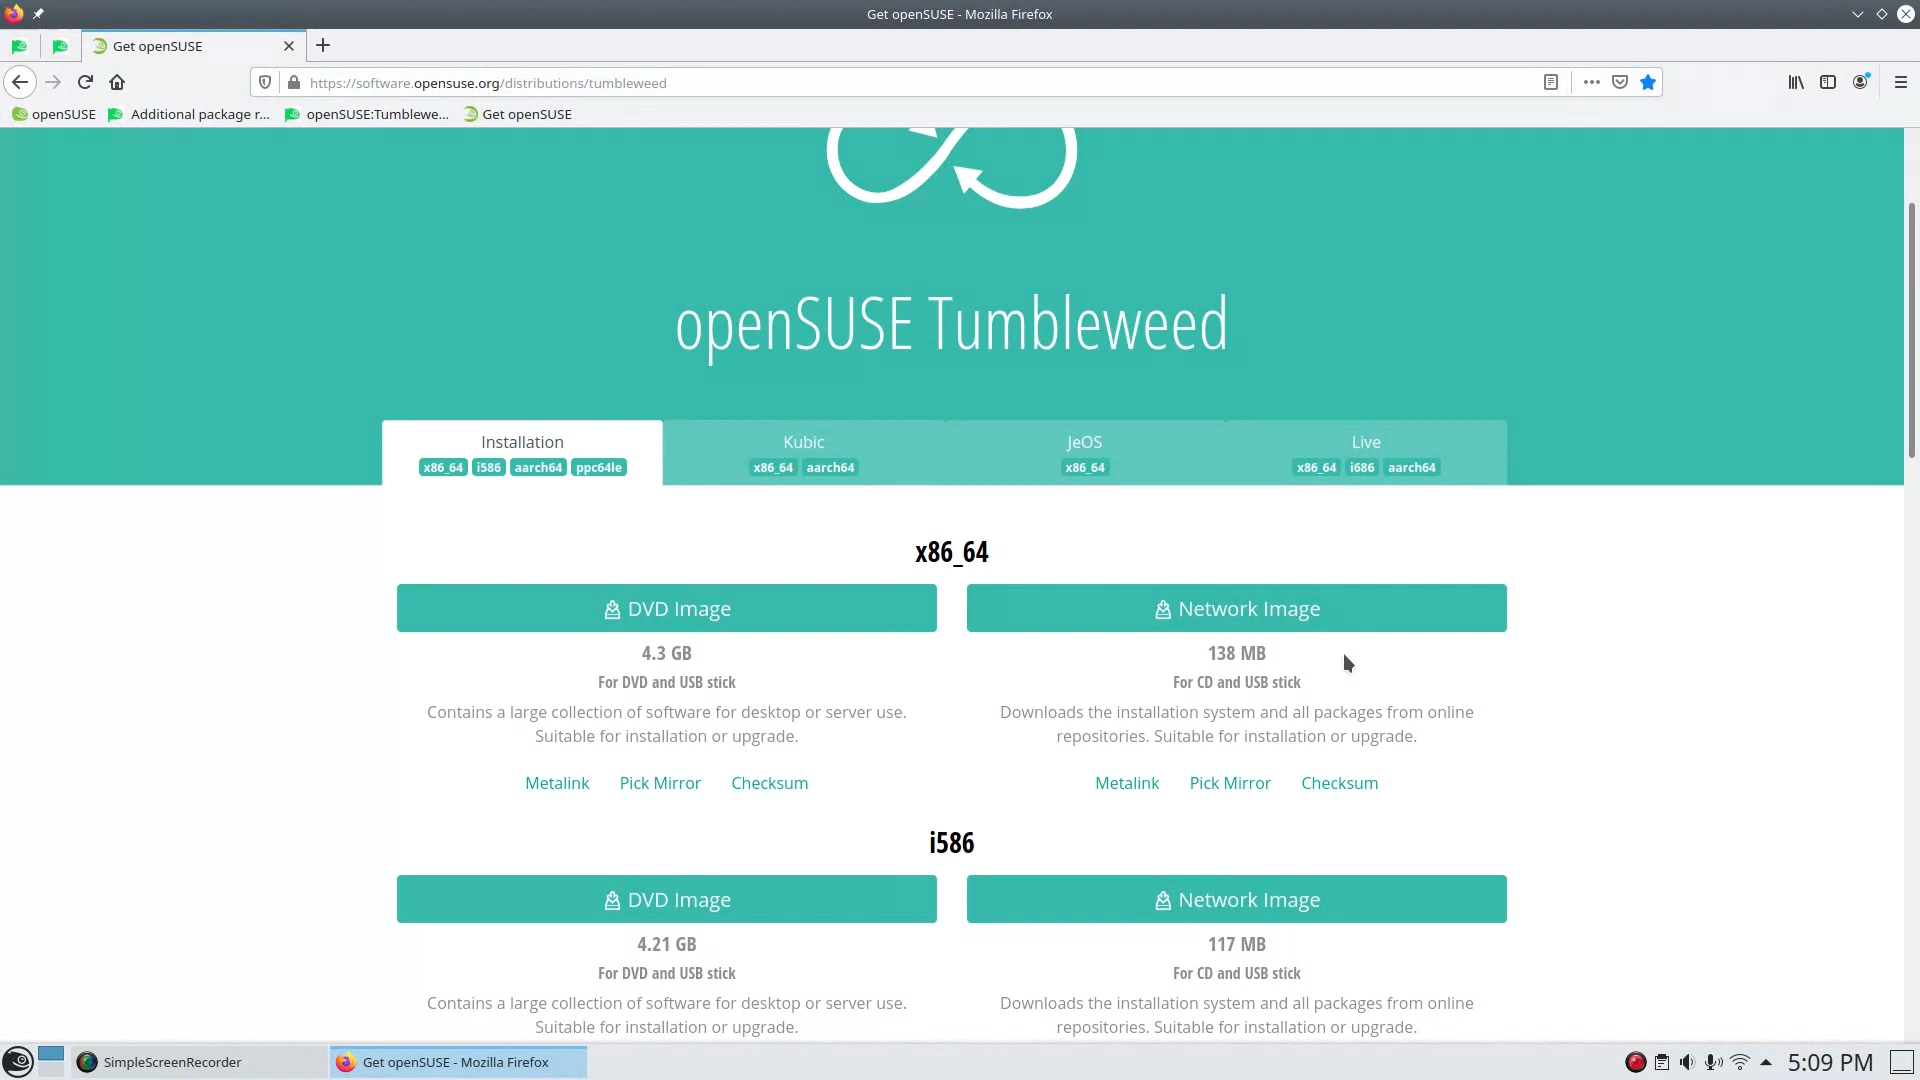 Get openSUSE - Mozilla Firefox
Get openSUSE
https://software.opensuse.org/distributions/tumbleweed
openSUSE
Additional package r...
openSUSE:Tumblewe...
Get openSUSE
openSUSE Tumbleweed
Installation
x86_64 i586 aarch64 ppc64le
Kubic
x86_64 aarch64
JeOS
x86_64
Live
x86_64 i686 aarch64
x86_64
DVD Image
4.3 GB
For DVD and USB stick
Contains a large collection of software for desktop or server use.
Suitable for installation or upgrade.
Metalink Pick Mirror Checksum
Network Image
138 MB
For CD and USB stick
Downloads the installation system and all packages from online
repositories. Suitable for installation or upgrade.
Metalink Pick Mirror Checksum
i586
DVD Image
4.21 GB
For DVD and USB stick
Contains a large collection of software for desktop or server use.
Suitable for installation or upgrade.
Network Image
117 MB
For CD and USB stick
Downloads the installation system and all packages from online
repositories. Suitable for installation or upgrade.
SimpleScreenRecorder
Get openSUSE - Mozilla Firefox
5:09 PM